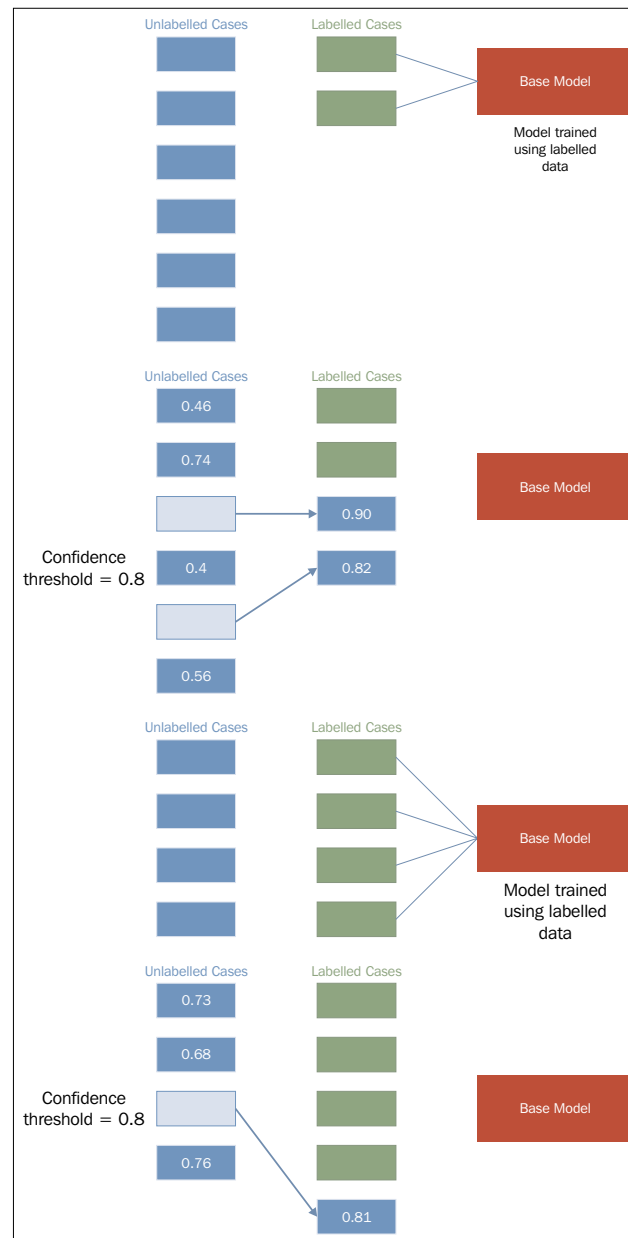 Unlabelled Cases
Labelled Cases
Base Model
Model trained
using labelled
data
Unlabelled Cases
Labelled Cases
0.46
0.74
Base Model
0.90
Confidence
threshold = 0.8
0.4
0.82
0.56
Unlabelled Cases
Labelled Cases
Base Model
Model trained
using labelled
data
Unlabelled Cases
Labelled Cases
0.73
0.68
Confidence
threshold = 0.8
Base Model
0.76
0.81